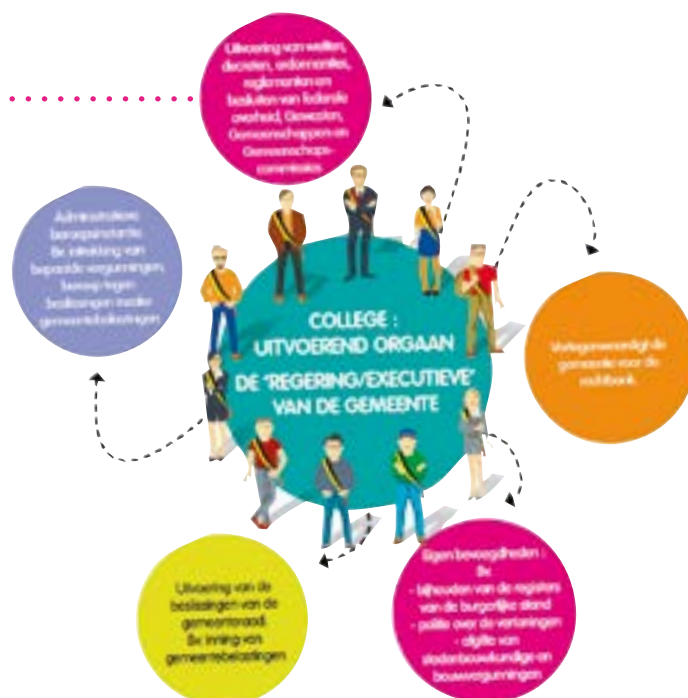 Uitvoering van wetten,
decreten, ordonnanties,
reglementen en
besluiten van federale
overheid, Gewesten,
Gemeenschappen en
Gemeenschaps-
commissies
Administratieve
beroepsinstantie
Bv intrekking van
bepaalde vergunningen,
beroep tegen
beslissingen inzake
gemeentebelastingen
COLLEGE :
UITVOEREND ORGAAN
DE "REGERING/EXECUTIEVE"
VAN DE GEMEENTE
Vertegenwoordigt de
gemeente voor de
rechtbank
Uitvoering van de
beslissingen van de
gemeenteraad.
Bv inning van
gemeentebelastingen
Eigen bevoegdheden :
Bv
- bijhouden van de registers
van de burgerlijke stand
- politie over de vertoningen
- afgifte van
stedenbouwkundige en
bouwvergunningen